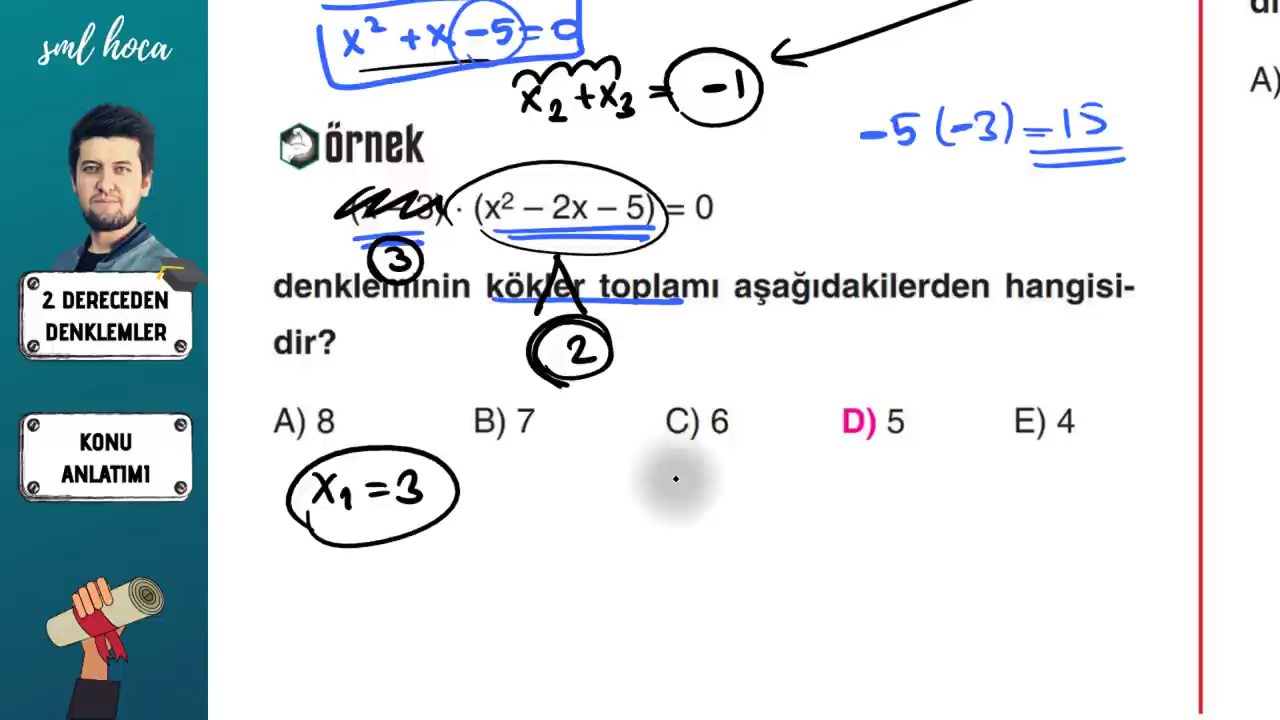 sml hoca
2 DERECEDEN
DENKLEMLER
KONU
ANLATIMI
x² + x - 5 = 0
x₂ + x₃ = -1
-5 (-3) = 15
örnek
3) · (x² – 2x – 5) = 0
3
denkleminin kökler toplamı aşağıdakilerden hangisi-
dir?
2
A) 8 B) 7 C) 6 D) 5 E) 4
x₁ = 3
A)